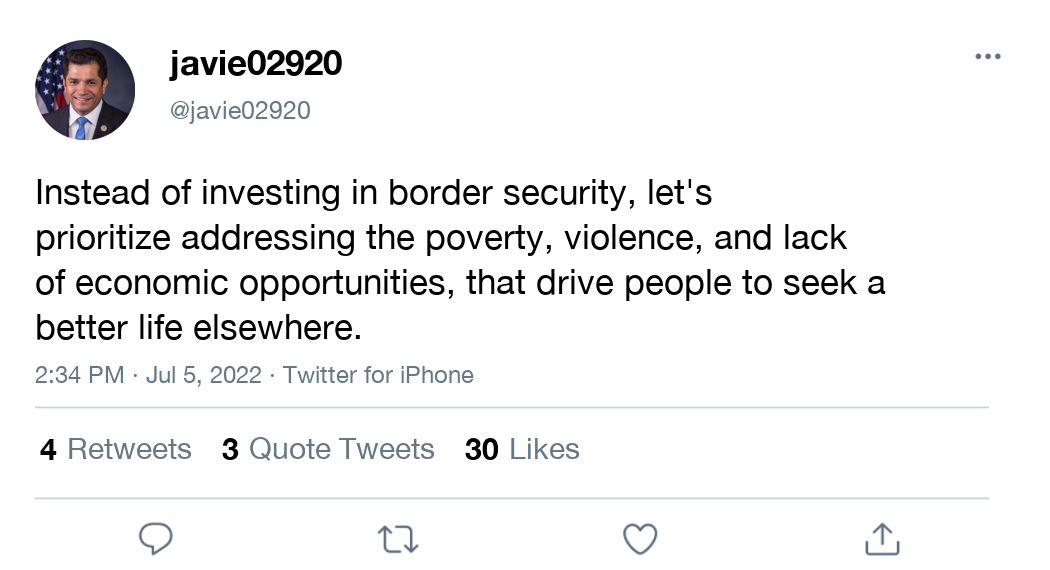 javie02920
@javie02920
Instead of investing in border security, let's
prioritize addressing the poverty, violence, and lack
of economic opportunities, that drive people to seek a
better life elsewhere.
2:34 PM · Jul 5, 2022 · Twitter for iPhone
4 Retweets 3 Quote Tweets 30 Likes